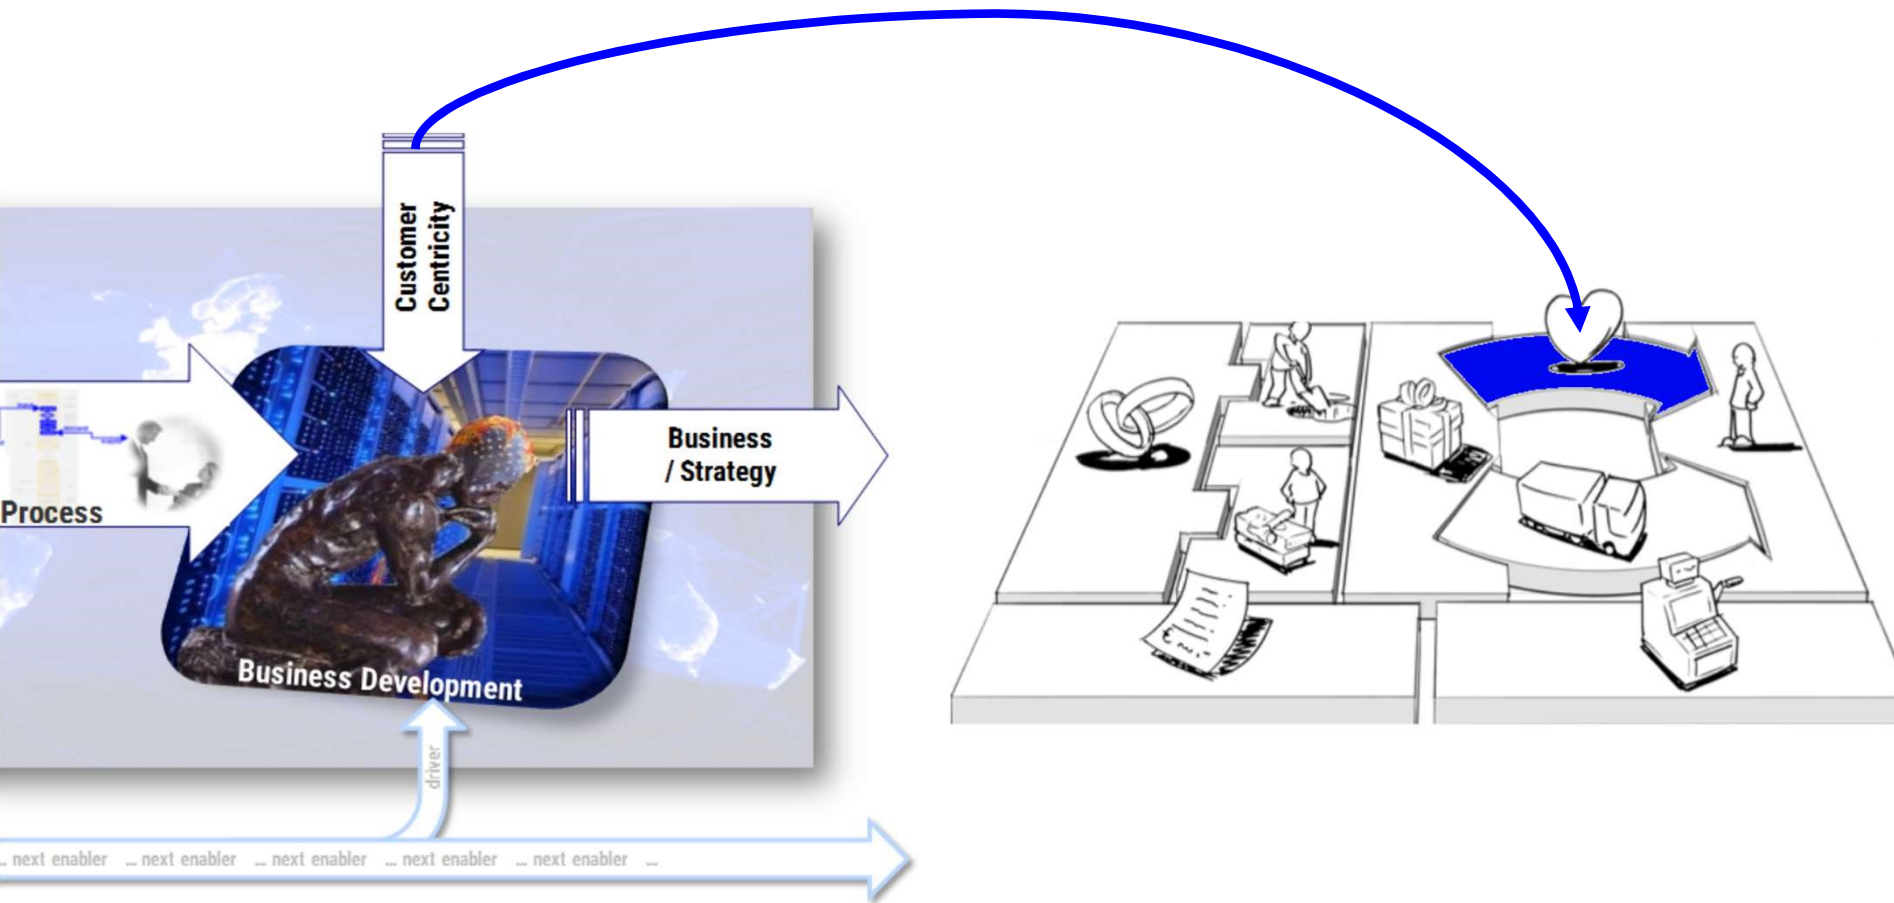 Customer
Centricity
Business
/ Strategy
Process
Business Development
driver
... next enabler ... next enabler ... next enabler ... next enabler ... next enabler ...